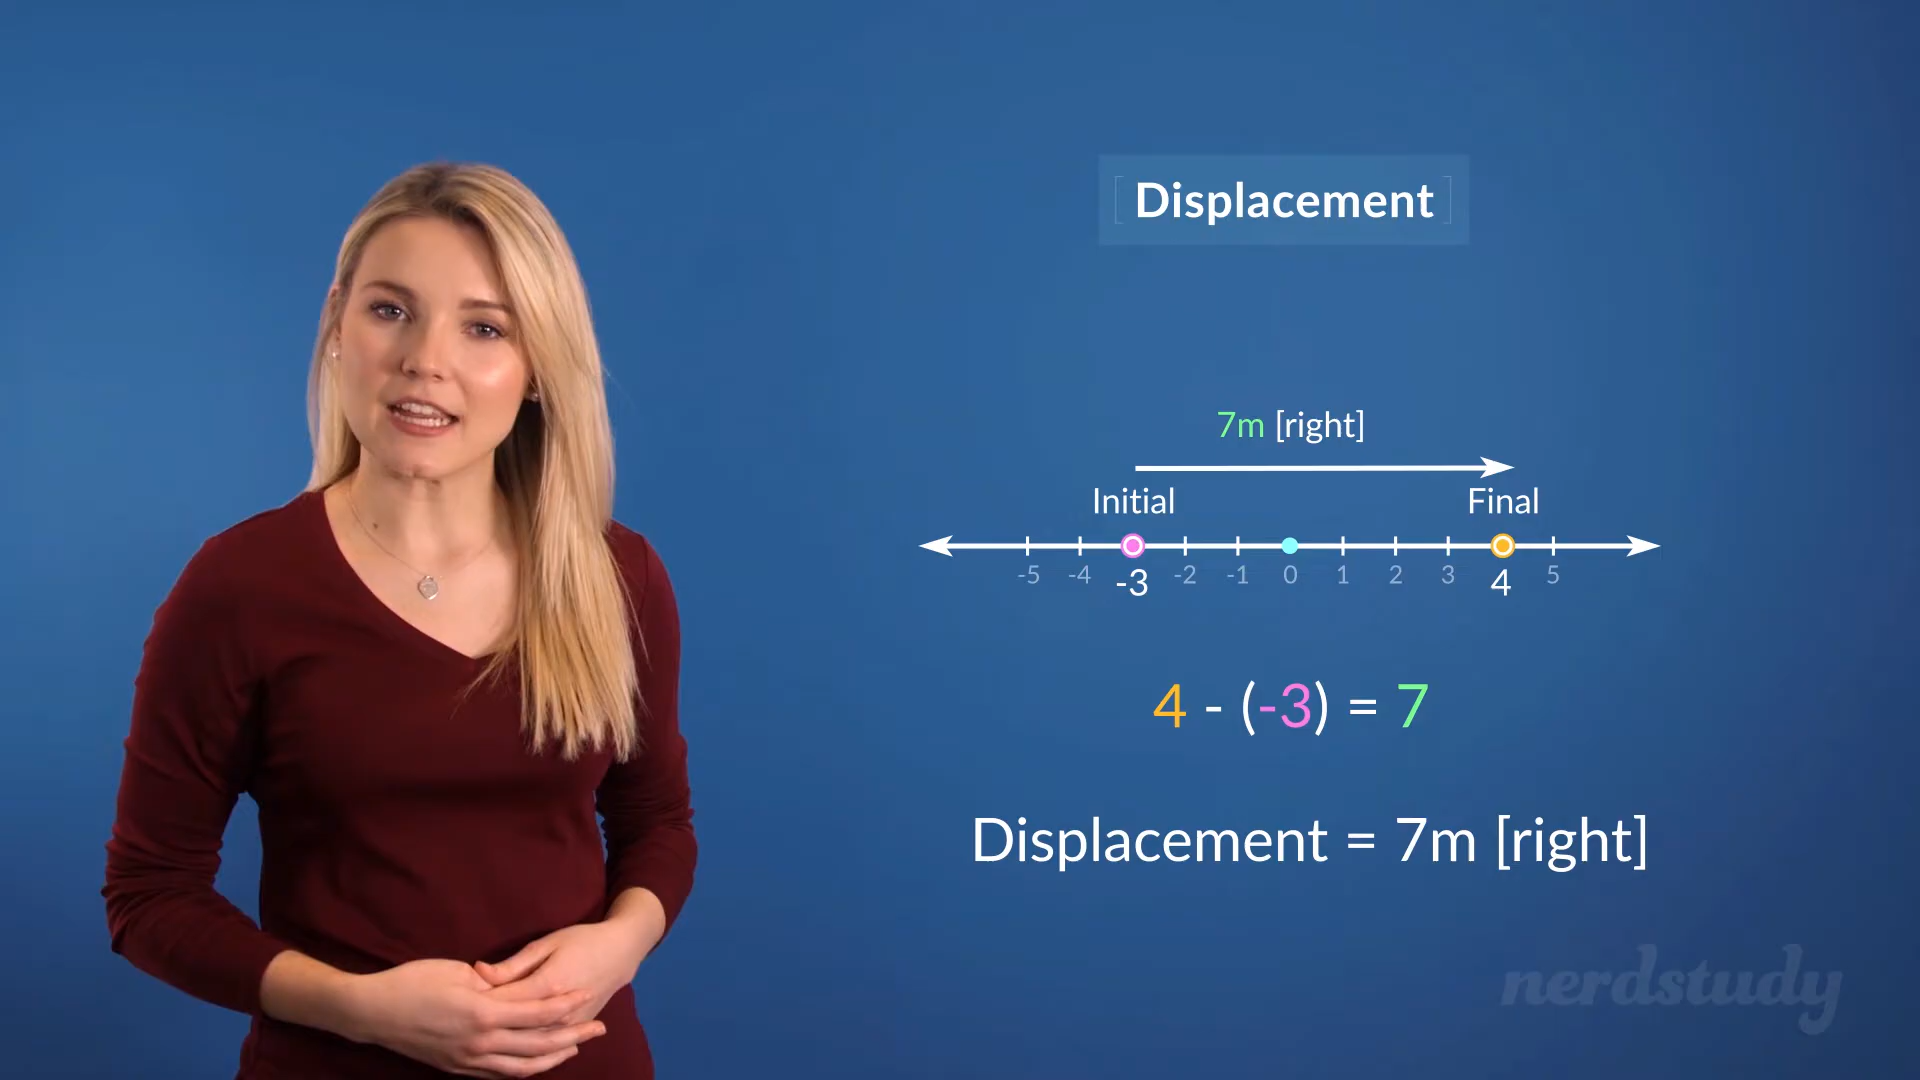 Displacement
7m [right]
Initial Final
-5 -4 -3 -2 -1 0 1 2 3 4 5
4 - (-3) = 7
Displacement = 7m [right]
nerdstudy